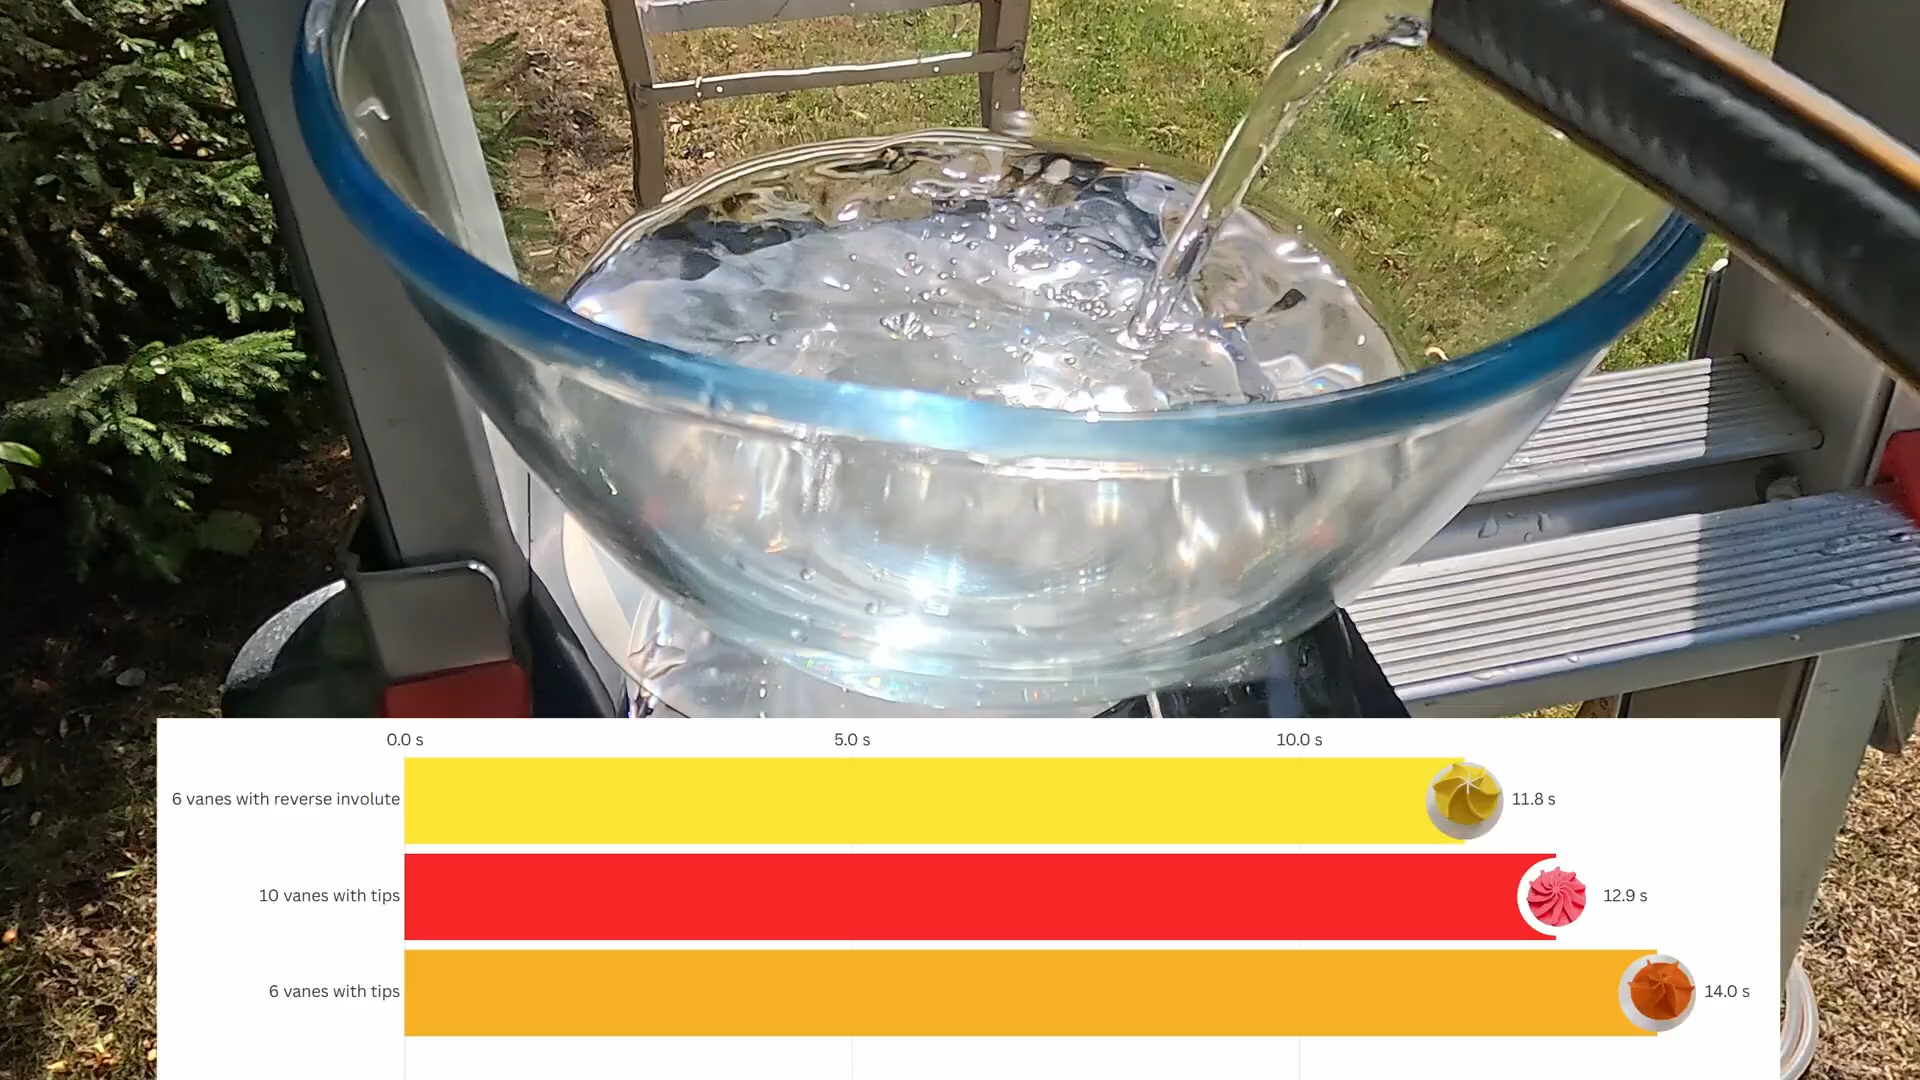 0.0 s 5.0 s 10.0 s
6 vanes with reverse involute 11.8 s
10 vanes with tips 12.9 s
6 vanes with tips 14.0 s